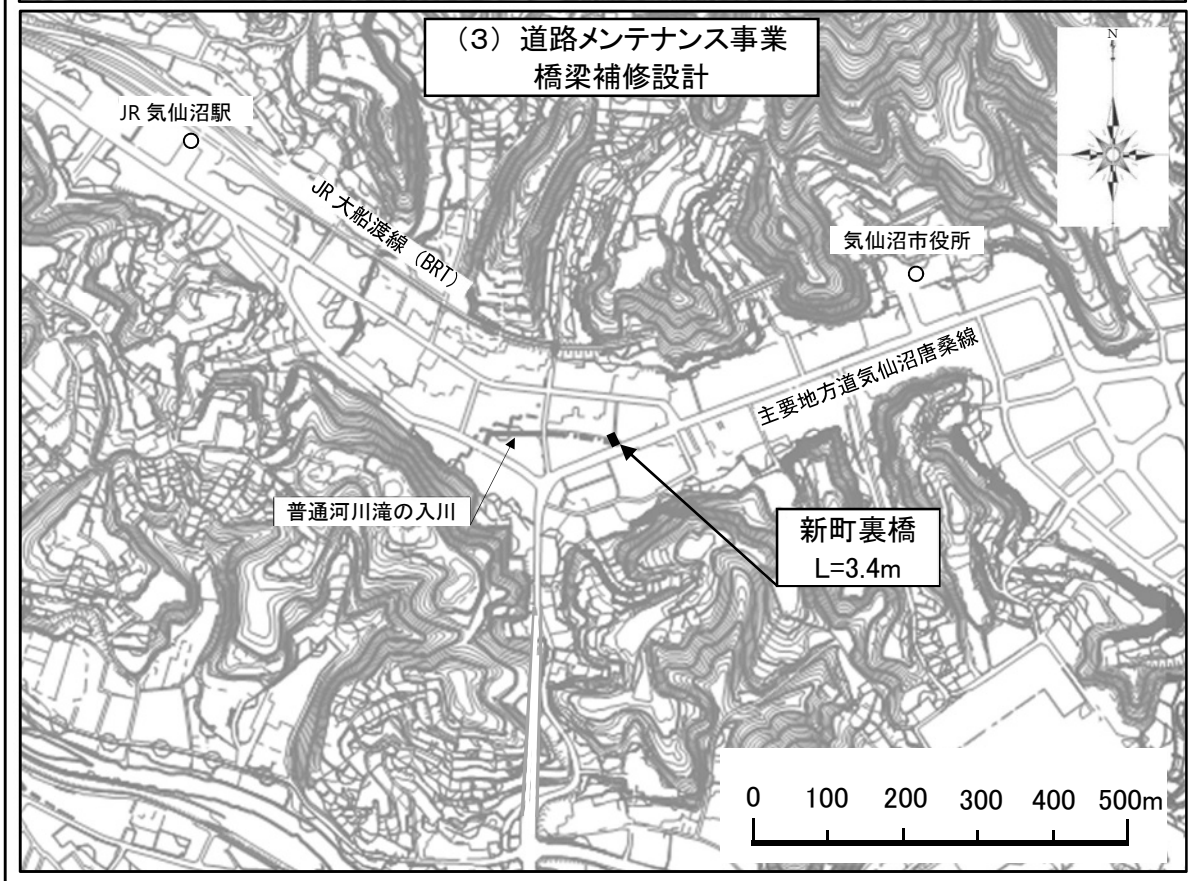 （3）道路メンテナンス事業
橋梁補修設計
N
JR 気仙沼駅
JR 大船渡線（BRT）
気仙沼市役所
主要地方道気仙沼唐桑線
普通河川滝の入川
新町裏橋
L=3.4m
0 100 200 300 400 500m